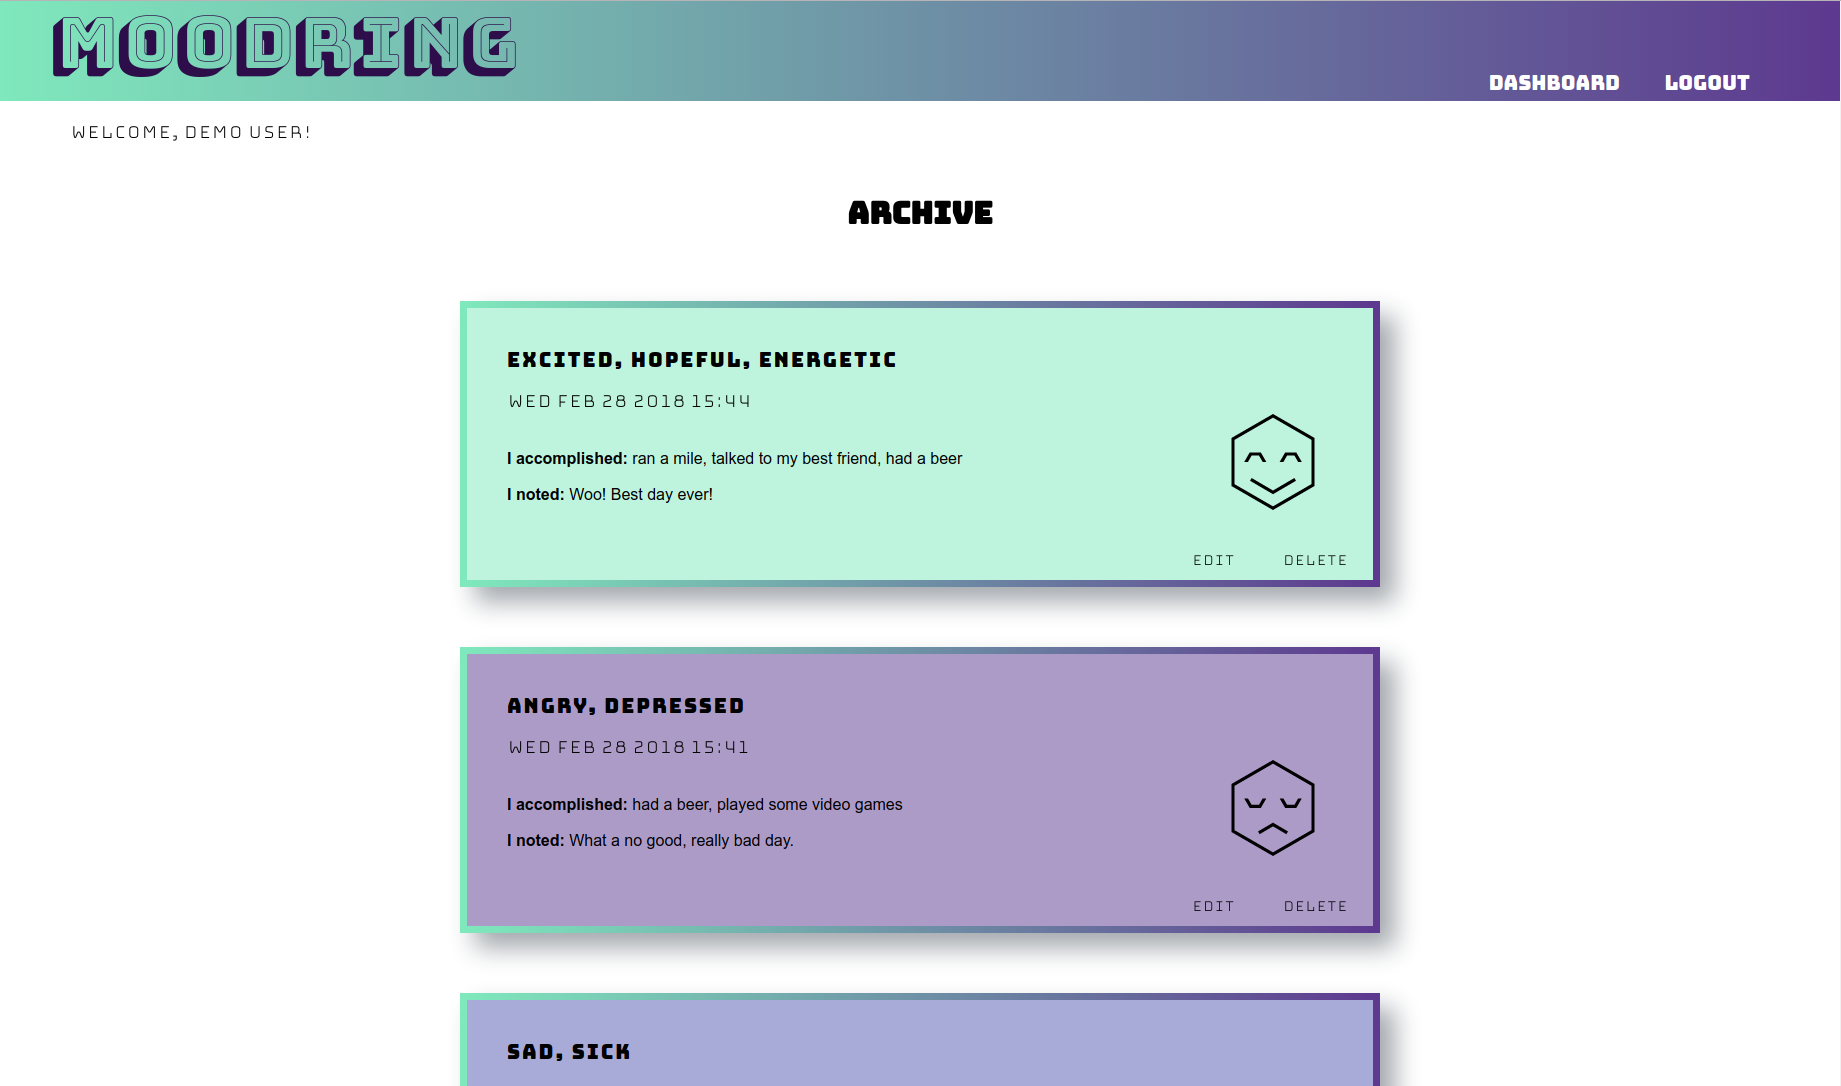 MOODRING
DASHBOARD LOGOUT
WELCOME, DEMO USER!
ARCHIVE
EXCITED, HOPEFUL, ENERGETIC
WED FEB 28 2018 15:44
I accomplished: ran a mile, talked to my best friend, had a beer
I noted: Woo! Best day ever!
EDIT DELETE
ANGRY, DEPRESSED
WED FEB 28 2018 15:41
I accomplished: had a beer, played some video games
I noted: What a no good, really bad day.
EDIT DELETE
SAD, SICK